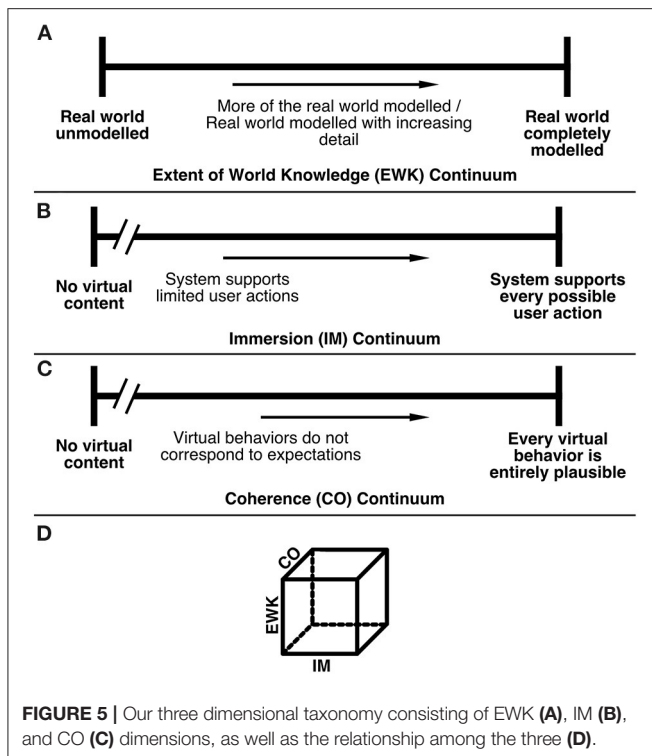 A
Real world
unmodelled
More of the real world modelled /
Real world modelled with increasing
detail
Real world
completely
modelled
Extent of World Knowledge (EWK) Continuum
B
No virtual
content
System supports
limited user actions
System supports
every possible
user action
Immersion (IM) Continuum
C
No virtual
content
Virtual behaviors do not
correspond to expectations
Every virtual
behavior is
entirely plausible
Coherence (CO) Continuum
D
CO
EWK
IM
FIGURE 5 | Our three dimensional taxonomy consisting of EWK (A), IM (B),
and CO (C) dimensions, as well as the relationship among the three (D).